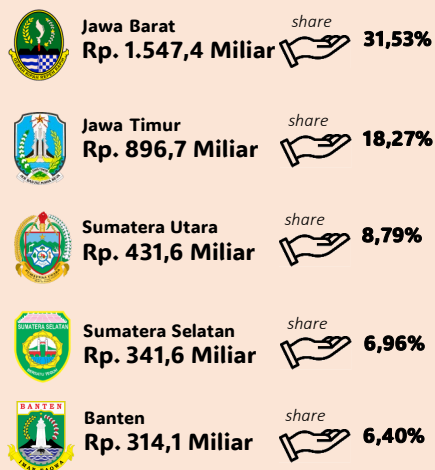 Jawa Barat
Rp. 1.547,4 Miliar
share
31,53%
Jawa Timur
Rp. 896,7 Miliar
share
18,27%
Sumatera Utara
Rp. 431,6 Miliar
share
8,79%
SUMATERA SELATAN
Sumatera Selatan
Rp. 341,6 Miliar
share
6,96%
BANTEN
Banten
Rp. 314,1 Miliar
share
6,40%